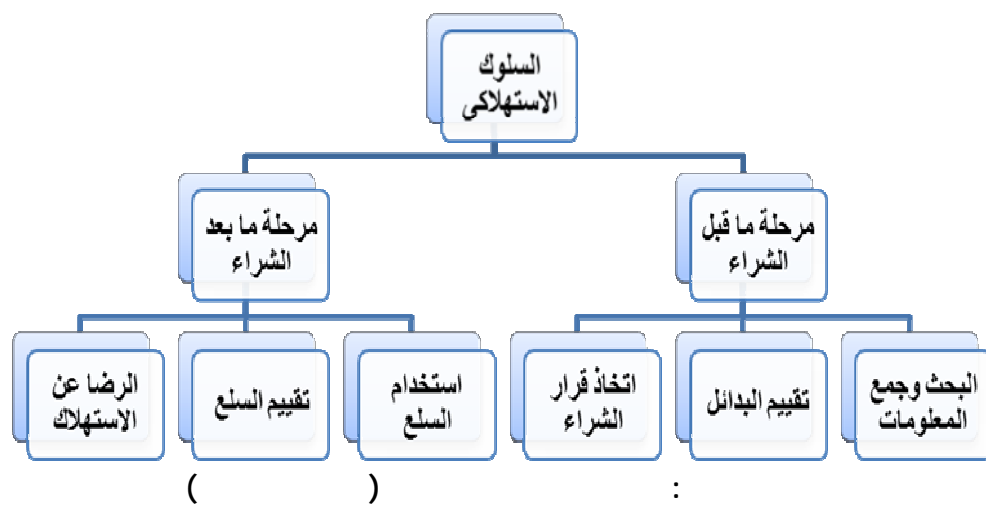 السلوك
الاستهلاكى
مرحلة ما قبل
الشراء
مرحلة ما بعد
الشراء
البحث وجمع
المعلومات
تقييم البدائل
اتخاذ قرار
الشراء
استخدام
السلع
تقييم السلع
الرضا عن
الاستهلاك
: ( )